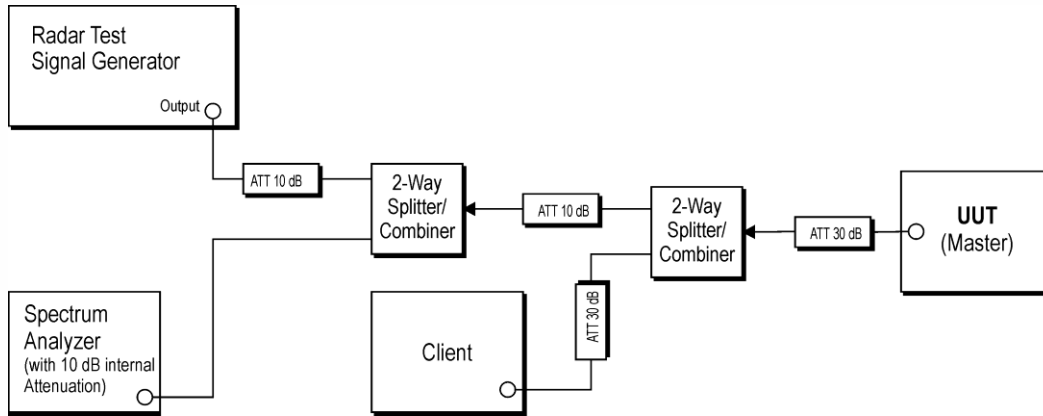 Radar Test
Signal Generator
Output
ATT 10 dB
2-Way
Splitter/
Combiner
ATT 10 dB
2-Way
Splitter/
Combiner
ATT 30 dB
UUT
(Master)
Spectrum
Analyzer
(with 10 dB internal
Attenuation)
Client
ATT 30 dB